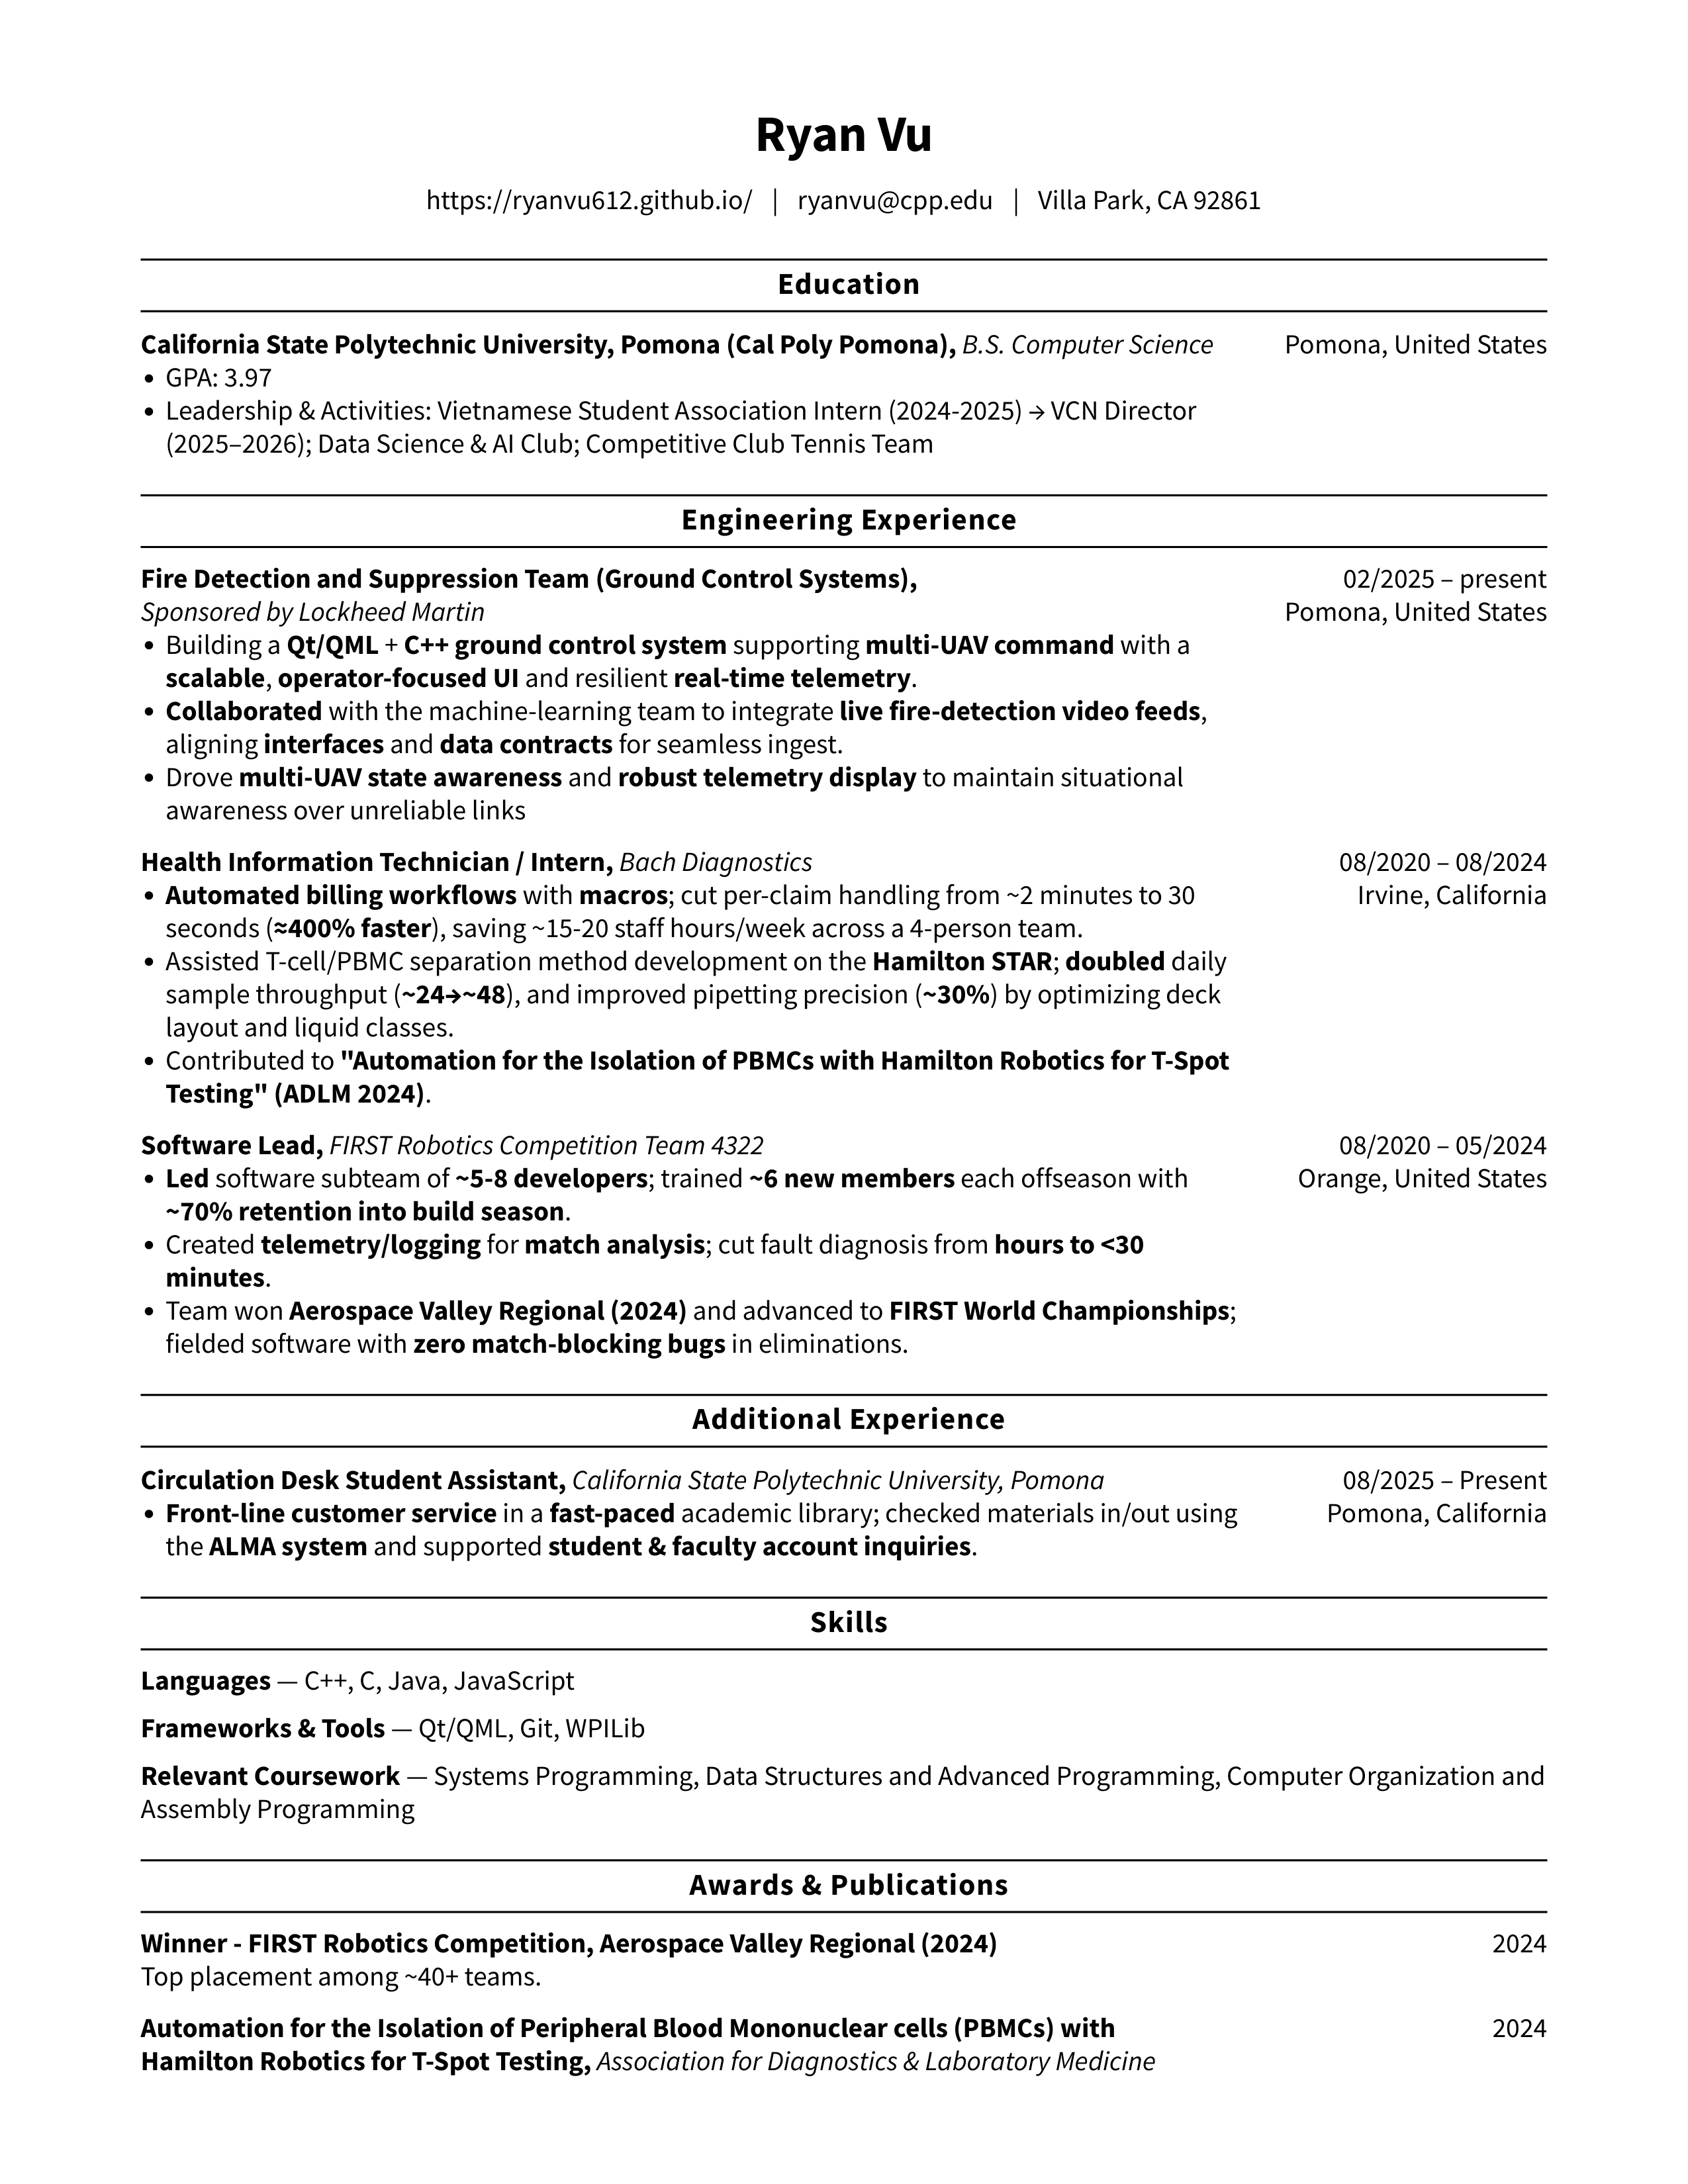 Ryan Vu
https://ryanvu612.github.io/ | ryanvu@cpp.edu | Villa Park, CA 92861
Education
California State Polytechnic University, Pomona (Cal Poly Pomona), B.S. Computer Science Pomona, United States
• GPA: 3.97
• Leadership & Activities: Vietnamese Student Association Intern (2024-2025) → VCN Director
(2025–2026); Data Science & AI Club; Competitive Club Tennis Team
Engineering Experience
Fire Detection and Suppression Team (Ground Control Systems), 02/2025 – present
Sponsored by Lockheed Martin Pomona, United States
• Building a Qt/QML + C++ ground control system supporting multi-UAV command with a
scalable, operator-focused UI and resilient real-time telemetry.
• Collaborated with the machine-learning team to integrate live fire-detection video feeds,
aligning interfaces and data contracts for seamless ingest.
• Drove multi-UAV state awareness and robust telemetry display to maintain situational
awareness over unreliable links
Health Information Technician / Intern, Bach Diagnostics 08/2020 – 08/2024
• Automated billing workflows with macros; cut per-claim handling from ~2 minutes to 30 Irvine, California
seconds (≈400% faster), saving ~15-20 staff hours/week across a 4-person team.
• Assisted T-cell/PBMC separation method development on the Hamilton STAR; doubled daily
sample throughput (~24→~48), and improved pipetting precision (~30%) by optimizing deck
layout and liquid classes.
• Contributed to "Automation for the Isolation of PBMCs with Hamilton Robotics for T-Spot
Testing" (ADLM 2024).
Software Lead, FIRST Robotics Competition Team 4322 08/2020 – 05/2024
• Led software subteam of ~5-8 developers; trained ~6 new members each offseason with Orange, United States
~70% retention into build season.
• Created telemetry/logging for match analysis; cut fault diagnosis from hours to <30
minutes.
• Team won Aerospace Valley Regional (2024) and advanced to FIRST World Championships;
fielded software with zero match-blocking bugs in eliminations.
Additional Experience
Circulation Desk Student Assistant, California State Polytechnic University, Pomona 08/2025 – Present
• Front-line customer service in a fast-paced academic library; checked materials in/out using Pomona, California
the ALMA system and supported student & faculty account inquiries.
Skills
Languages — C++, C, Java, JavaScript
Frameworks & Tools — Qt/QML, Git, WPILib
Relevant Coursework — Systems Programming, Data Structures and Advanced Programming, Computer Organization and
Assembly Programming
Awards & Publications
Winner - FIRST Robotics Competition, Aerospace Valley Regional (2024) 2024
Top placement among ~40+ teams.
Automation for the Isolation of Peripheral Blood Mononuclear cells (PBMCs) with 2024
Hamilton Robotics for T-Spot Testing, Association for Diagnostics & Laboratory Medicine